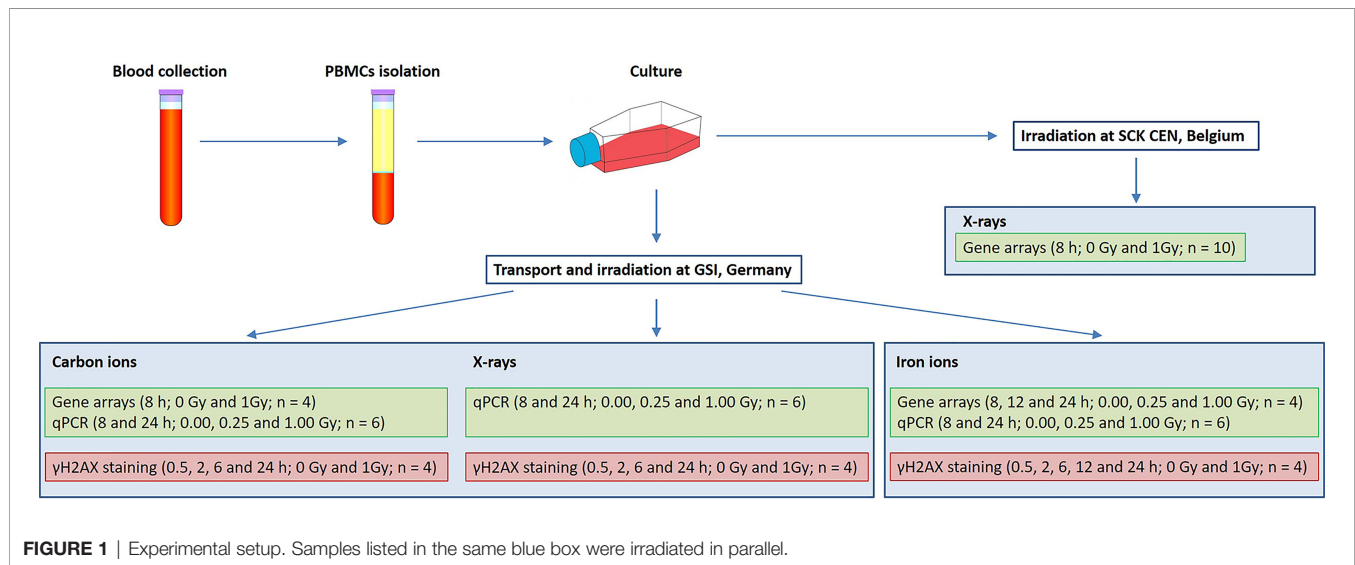 Blood collection
PBMCs isolation
Culture
Irradiation at SCK CEN, Belgium
X-rays
Gene arrays (8 h; 0 Gy and 1Gy; n = 10)
Transport and irradiation at GSI, Germany
Carbon ions
Gene arrays (8 h; 0 Gy and 1Gy; n = 4)
qPCR (8 and 24 h; 0.00, 0.25 and 1.00 Gy; n = 6)
γH2AX staining (0.5, 2, 6 and 24 h; 0 Gy and 1Gy; n = 4)
X-rays
qPCR (8 and 24 h; 0.00, 0.25 and 1.00 Gy; n = 6)
γH2AX staining (0.5, 2, 6 and 24 h; 0 Gy and 1Gy; n = 4)
Iron ions
Gene arrays (8, 12 and 24 h; 0.00, 0.25 and 1.00 Gy; n = 4)
qPCR (8 and 24 h; 0.00, 0.25 and 1.00 Gy; n = 6)
γH2AX staining (0.5, 2, 6, 12 and 24 h; 0 Gy and 1Gy; n = 4)
FIGURE 1 | Experimental setup. Samples listed in the same blue box were irradiated in parallel.